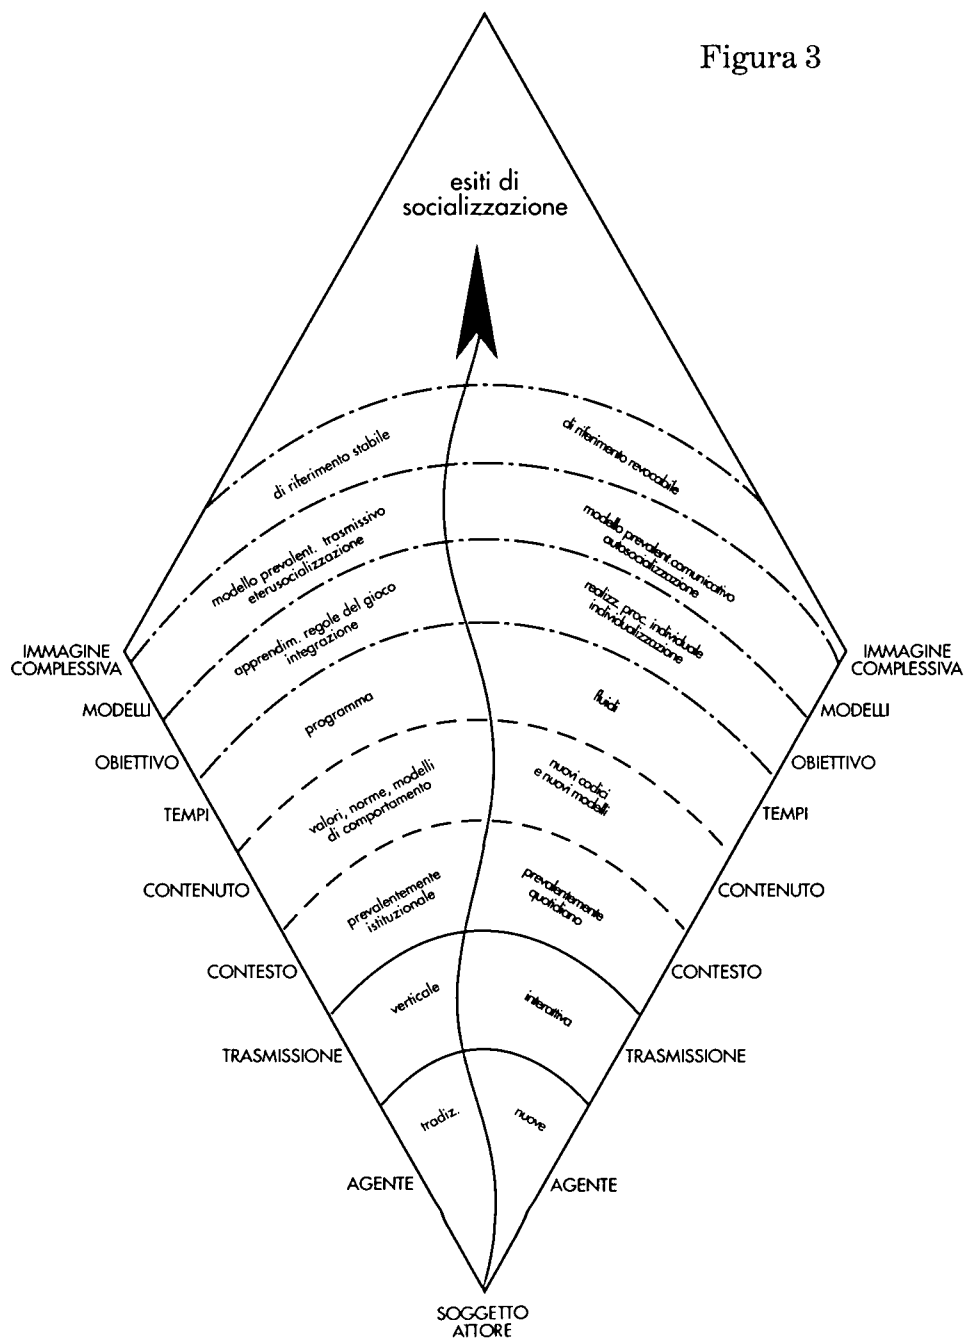 Figura 3
esiti di
socializzazione
di riferimento stabile
di riferimento revocabile
modello prevalent. trasmissivo
eterusocializzazione
modello prevalent.comunicativo
autosocializzazione
apprendim. regole del gioco
integrazione
realizz. proc. individuale
individualizzazione
IMMAGINE
COMPLESSIVA
IMMAGINE
COMPLESSIVA
programma
fluidi
MODELLI
MODELLI
OBIETTIVO
OBIETTIVO
valori, norme, modelli
di comportamento
nuovi codici
e nuovi modelli
TEMPI
TEMPI
prevalentemente
istituzionale
prevalentemente
quotidiano
CONTENUTO
CONTENUTO
verticale
interattiva
CONTESTO
CONTESTO
TRASMISSIONE
TRASMISSIONE
tradiz.
nuove
AGENTE
AGENTE
SOGGETTO
ATTORE